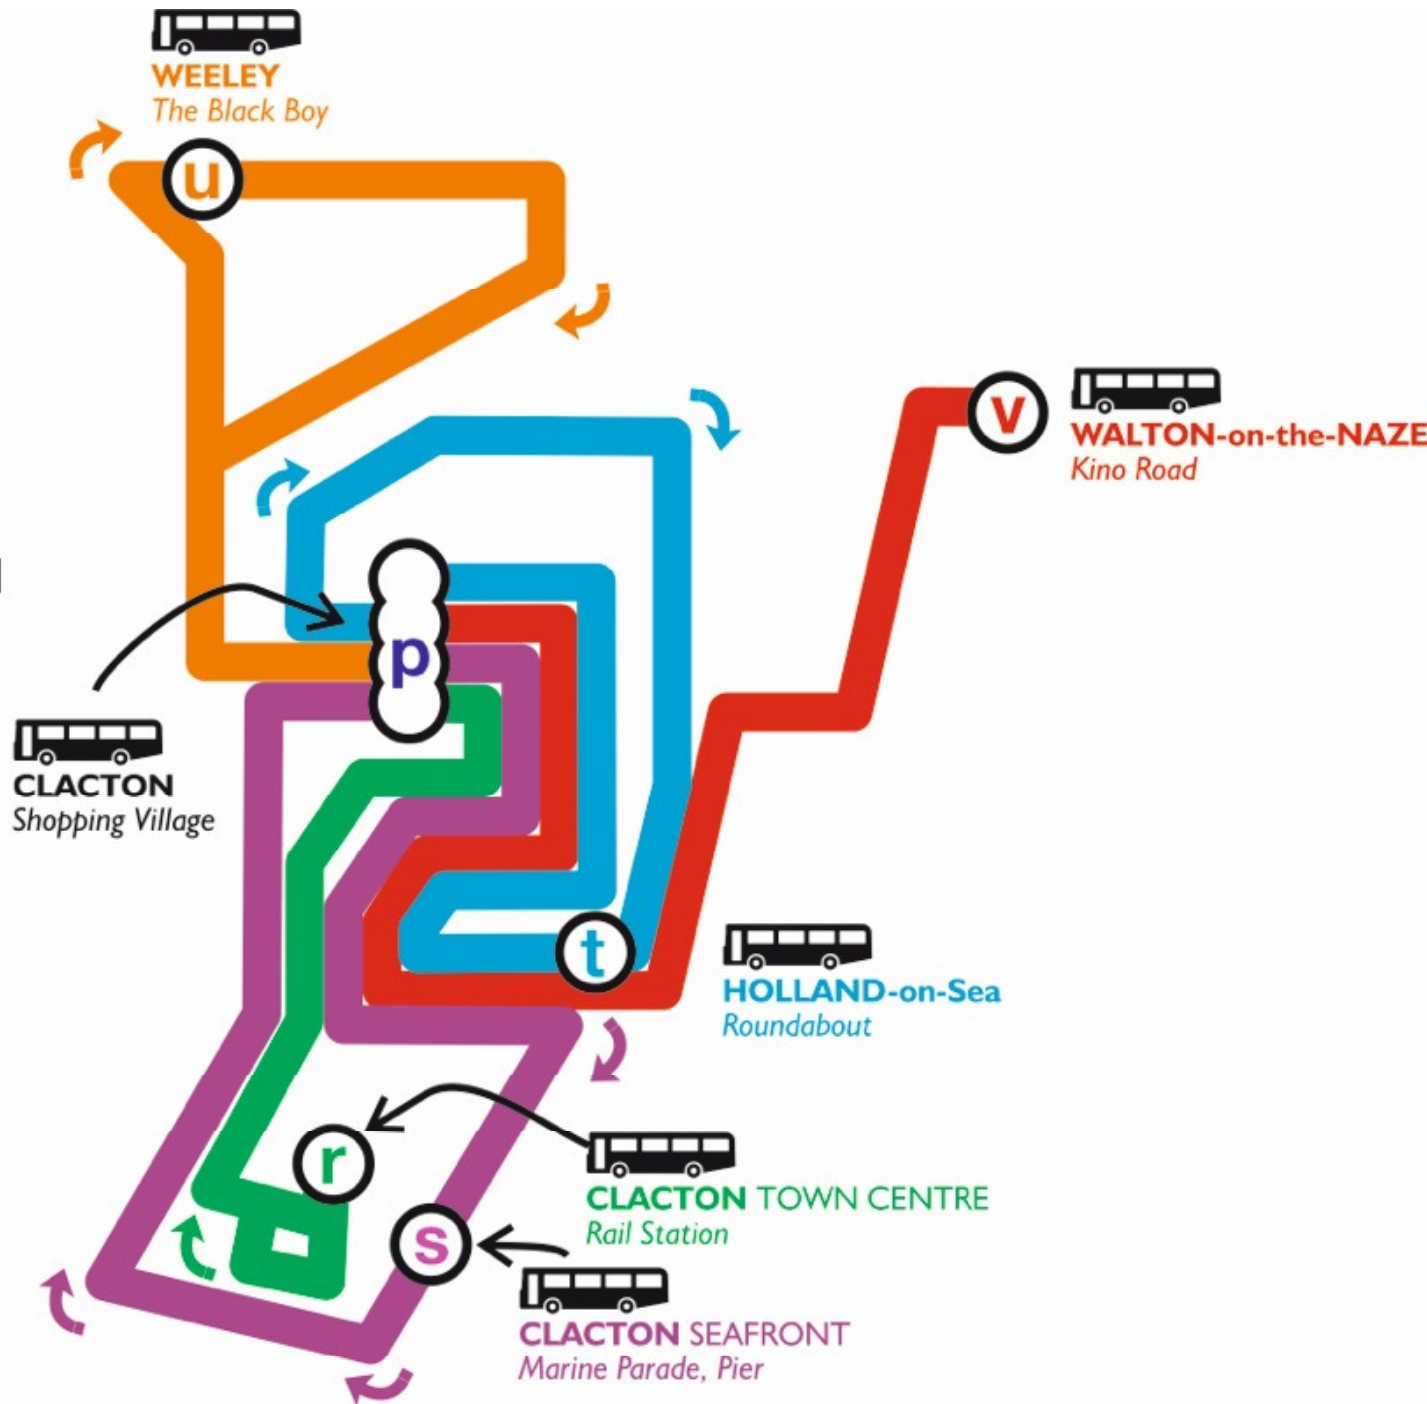 WEELEY
The Black Boy
u
v
WALTON-on-the-NAZE
Kino Road
p
CLACTON
Shopping Village
t
HOLLAND-on-Sea
Roundabout
r
CLACTON TOWN CENTRE
Rail Station
s
CLACTON SEAFRONT
Marine Parade, Pier